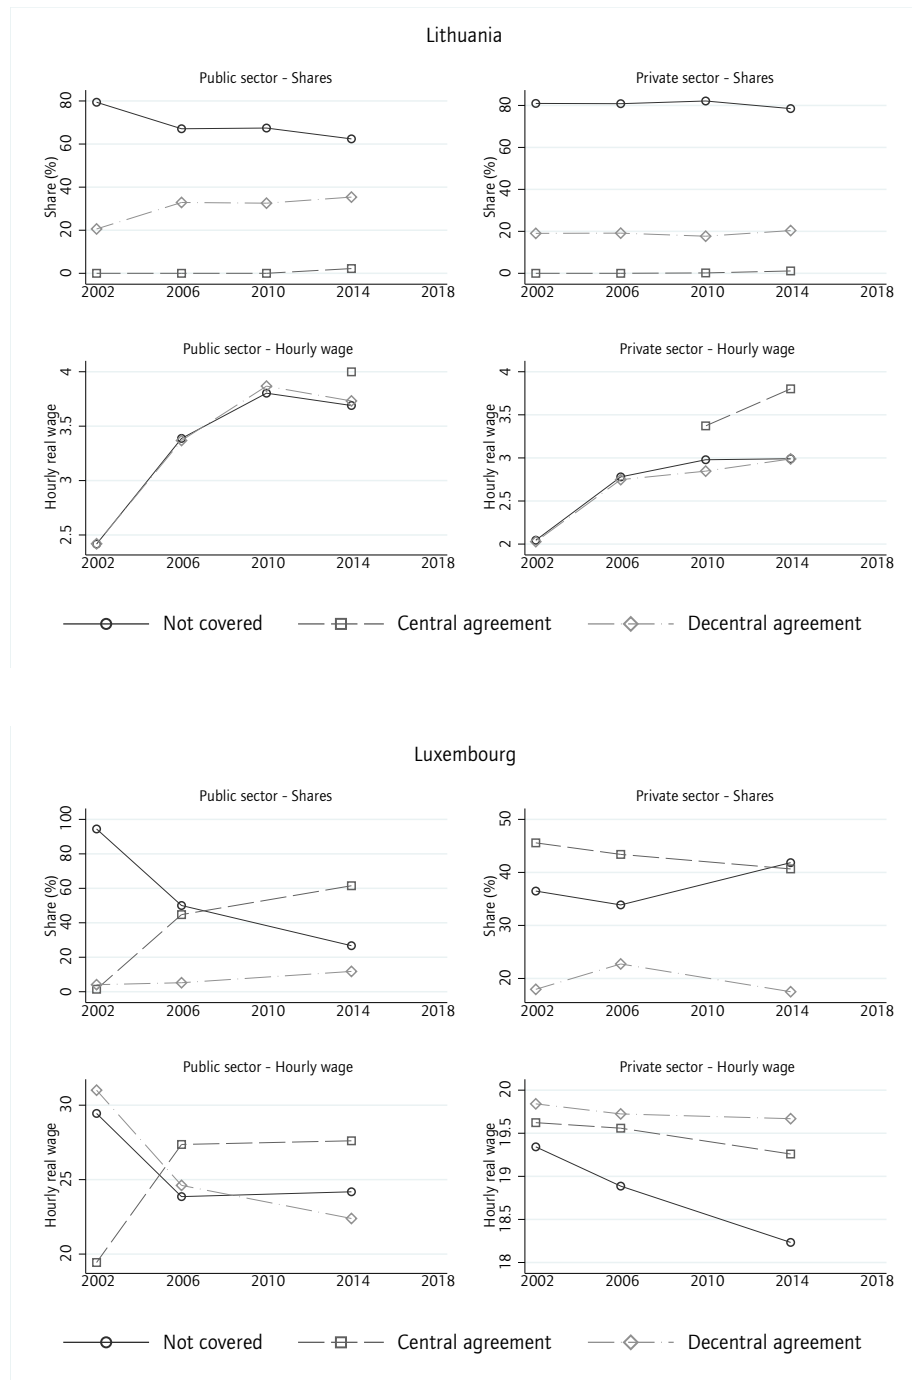 Lithuania
Public sector - Shares
Private sector - Shares
Share (%)
0 20 40 60 80
2002 2006 2010 2014 2018
Share (%)
0 20 40 60 80
2002 2006 2010 2014 2018
Public sector - Hourly wage
Private sector - Hourly wage
Hourly real wage
2.5 3 3.5 4
2002 2006 2010 2014 2018
Hourly real wage
2 2.5 3 3.5 4
2002 2006 2010 2014 2018
Not covered Central agreement Decentral agreement
Luxembourg
Public sector - Shares
Private sector - Shares
Share (%)
0 20 40 60 80 100
2002 2006 2010 2014 2018
Share (%)
20 30 40 50
2002 2006 2010 2014 2018
Public sector - Hourly wage
Private sector - Hourly wage
Hourly real wage
20 25 30
2002 2006 2010 2014 2018
Hourly real wage
18 18.5 19 19.5 20
2002 2006 2010 2014 2018
Not covered Central agreement Decentral agreement